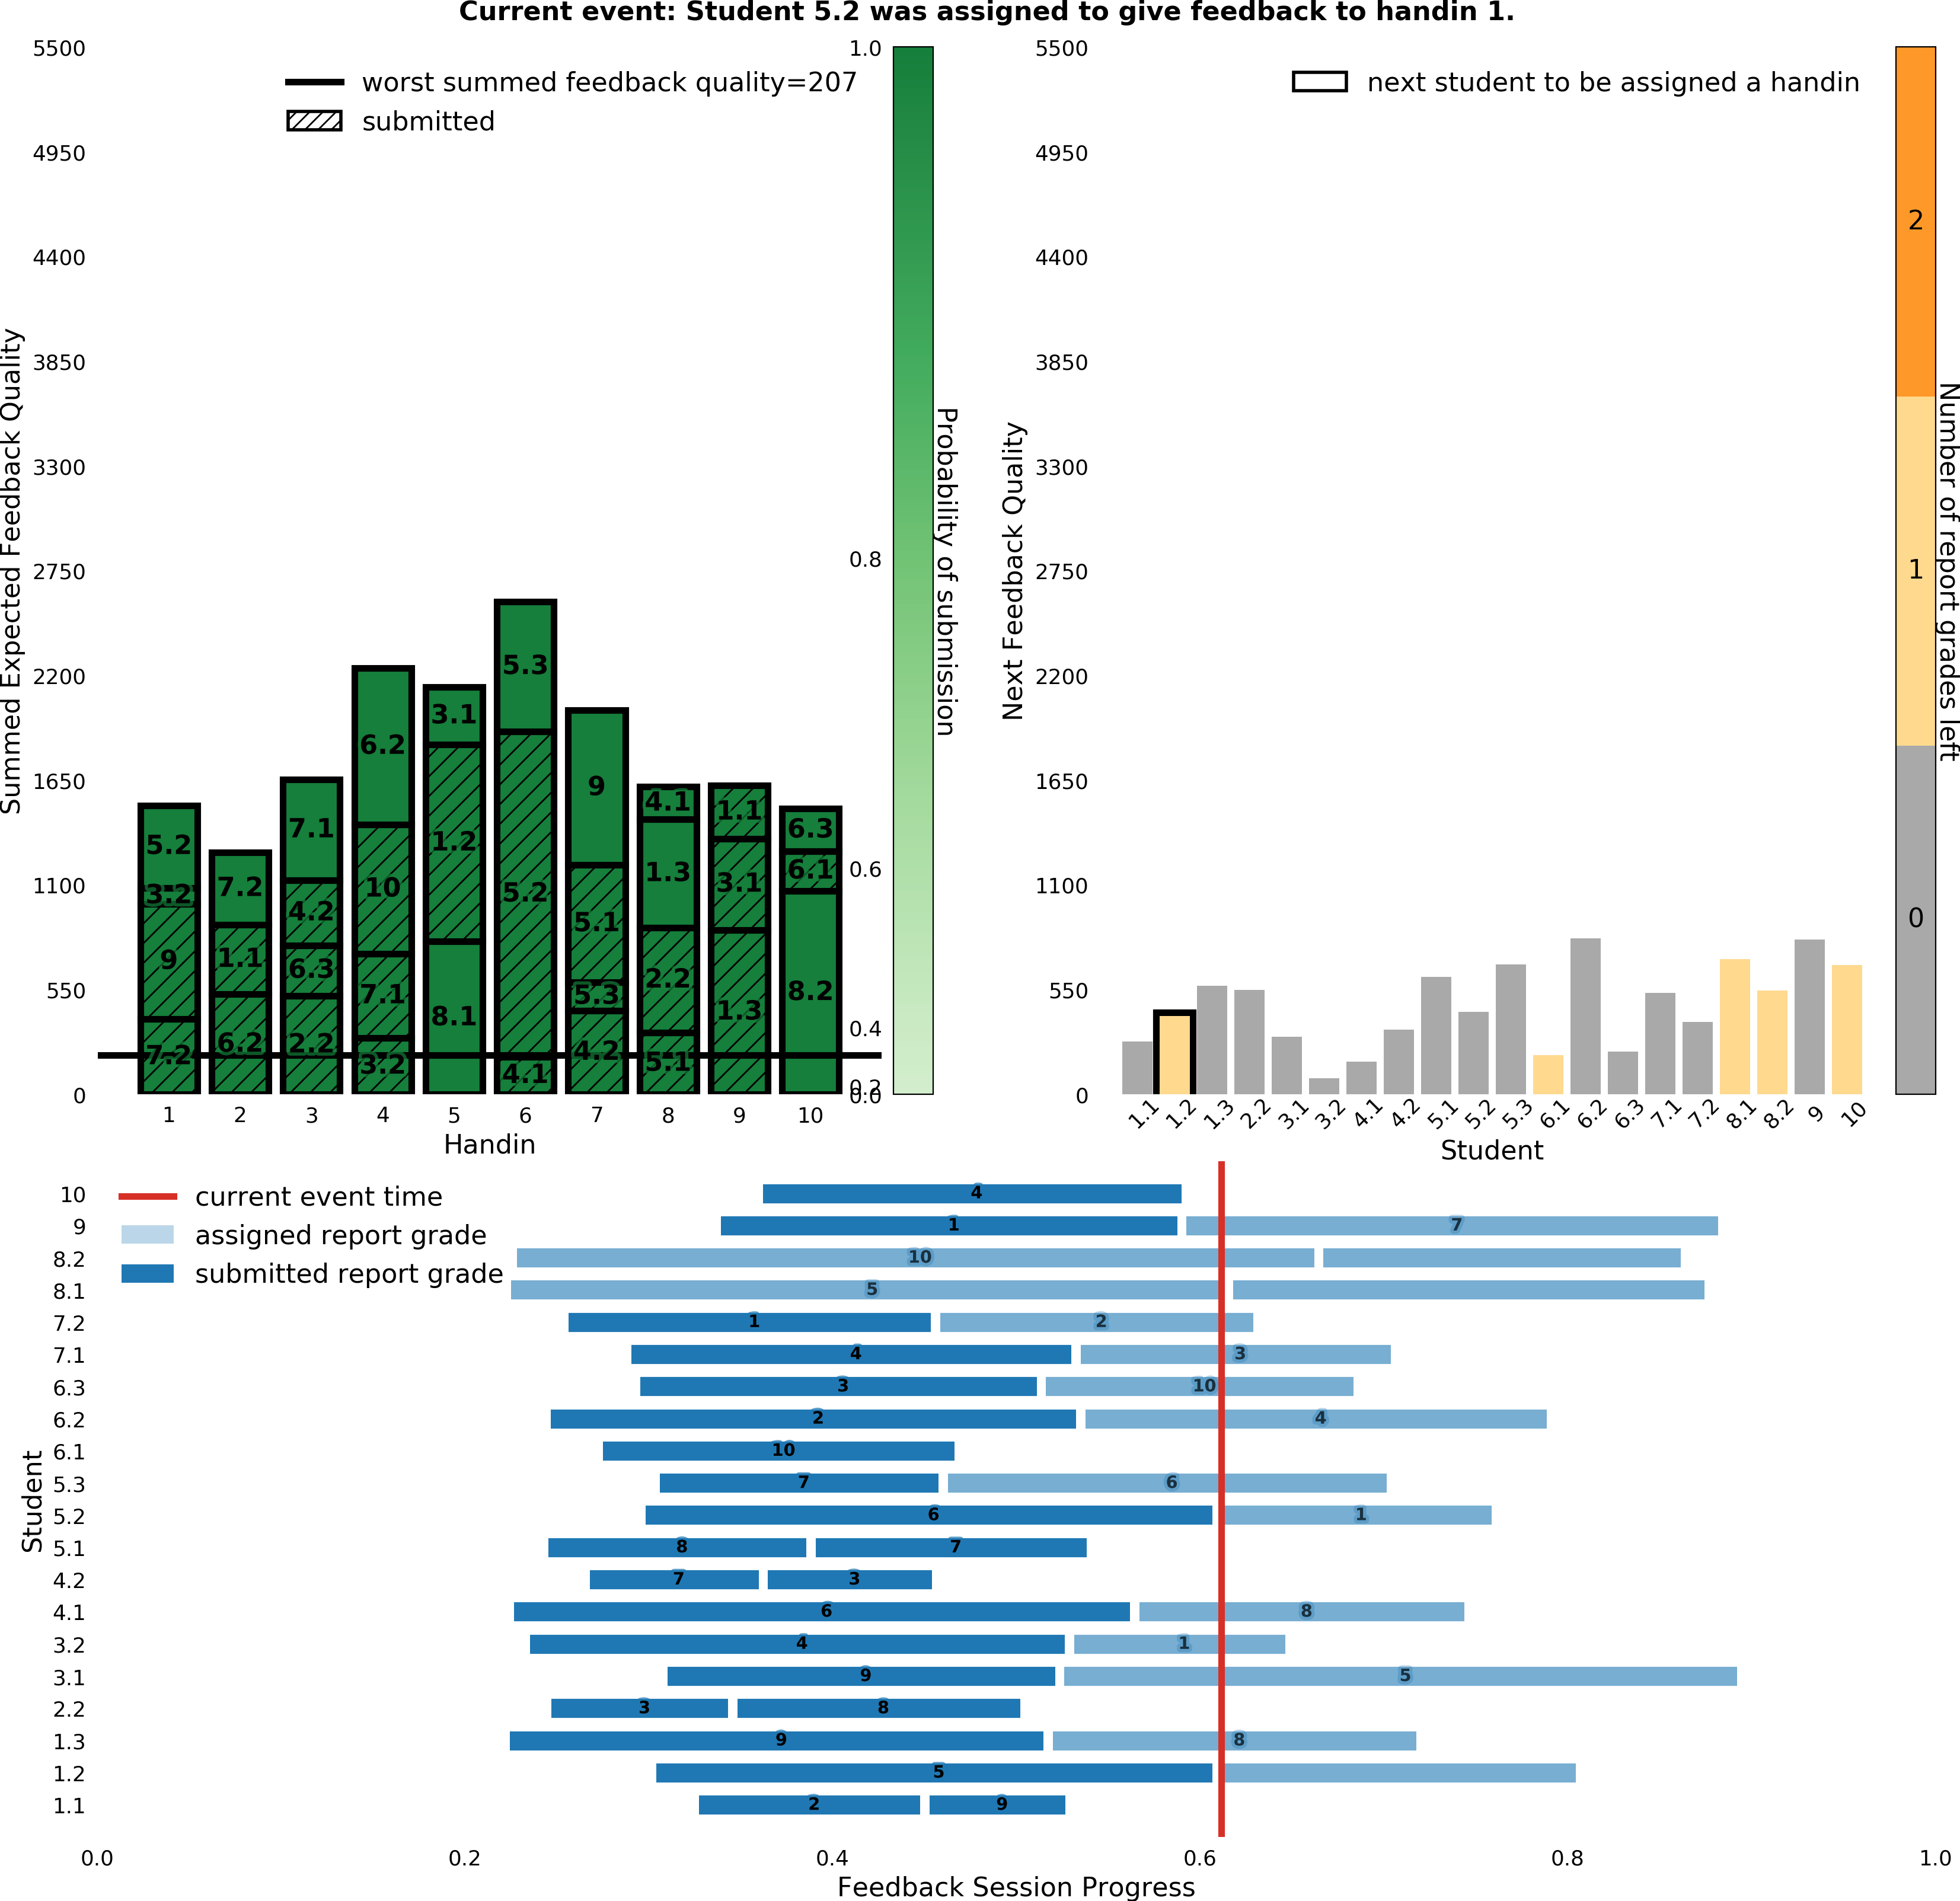 Current event: Student 5.2 was assigned to give feedback to handin 1.
Summed Expected Feedback Quality
5500
4950
4400
3850
3300
2750
2200
1650
1100
550
0
worst summed feedback quality=207
submitted
5.2
3.2
9
7.2
7.2
1.1
6.2
7.1
4.2
6.3
2.2
6.2
10
7.1
3.2
3.1
1.2
8.1
5.3
5.2
4.1
9
5.1
5.3
4.2
4.1
1.3
2.2
5.1
1.1
3.1
1.3
6.3
6.1
8.2
1 2 3 4 5 6 7 8 9 10
Handin
1.0
0.8
0.6
0.4
0.2
0.0
Probability of submission
Next Feedback Quality
5500
4950
4400
3850
3300
2750
2200
1650
1100
550
0
next student to be assigned a handin
1.1 1.2 1.3 2.2 3.1 3.2 4.1 4.2 5.1 5.2 5.3 6.1 6.2 6.3 7.1 7.2 8.1 8.2 9 10
Student
2
1
0
Number of report grades left
current event time
assigned report grade
submitted report grade
Student
10 4
9 1 7
8.2 10
8.1 5
7.2 1 2
7.1 4 3
6.3 3 10
6.2 2 4
6.1 10
5.3 7 6
5.2 6 1
5.1 8 7
4.2 7 3
4.1 6 8
3.2 4 1
3.1 9 5
2.2 3 8
1.3 9 8
1.2 5
1.1 2 9
0.0 0.2 0.4 0.6 0.8 1.0
Feedback Session Progress